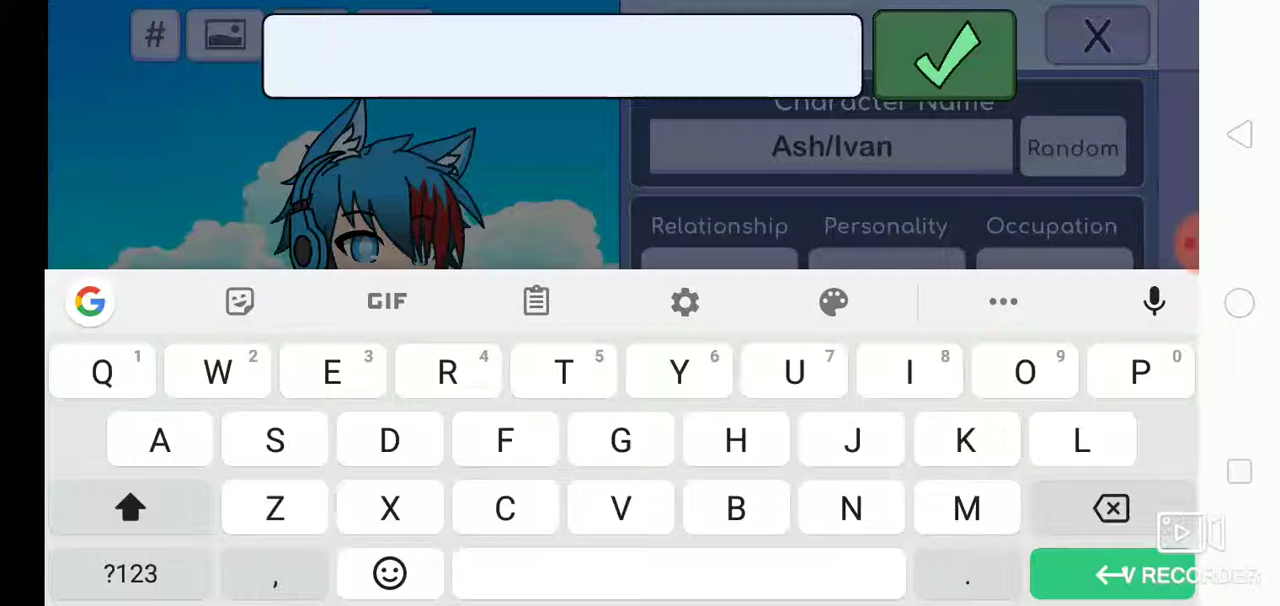 #
X
Character Name
Ash/Ivan
Random
Relationship Personality Occupation
G GIF
Q 1 W 2 E 3 R 4 T 5 Y 6 U 7 I 8 O 9 P 0
A S D F G H J K L
Z X C V B N M
?123 , .
V RECORDER